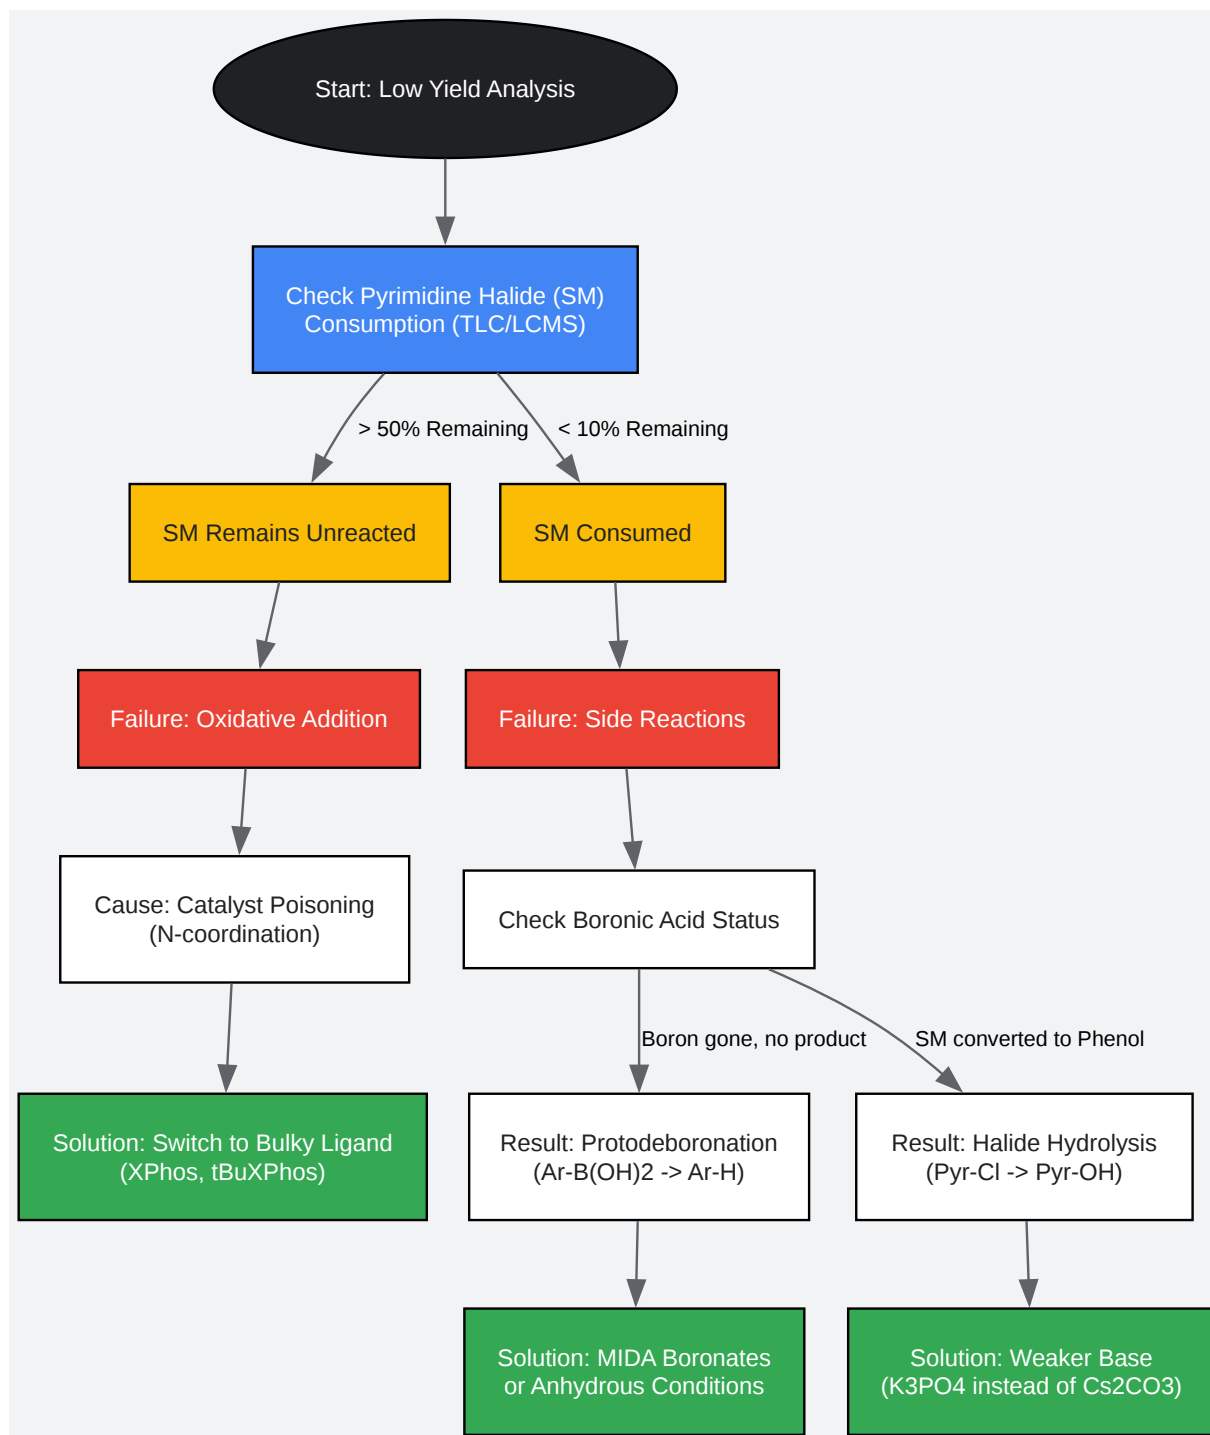 Start: Low Yield Analysis
Check Pyrimidine Halide (SM)
Consumption (TLC/LCMS)
> 50% Remaining
< 10% Remaining
SM Remains Unreacted
SM Consumed
Failure: Oxidative Addition
Failure: Side Reactions
Cause: Catalyst Poisoning
(N-coordination)
Check Boronic Acid Status
Boron gone, no product
SM converted to Phenol
Solution: Switch to Bulky Ligand
(XPhos, tBuXPhos)
Result: Protodeboronation
(Ar-B(OH)2 -> Ar-H)
Result: Halide Hydrolysis
(Pyr-Cl -> Pyr-OH)
Solution: MIDA Boronates
or Anhydrous Conditions
Solution: Weaker Base
(K3PO4 instead of Cs2CO3)